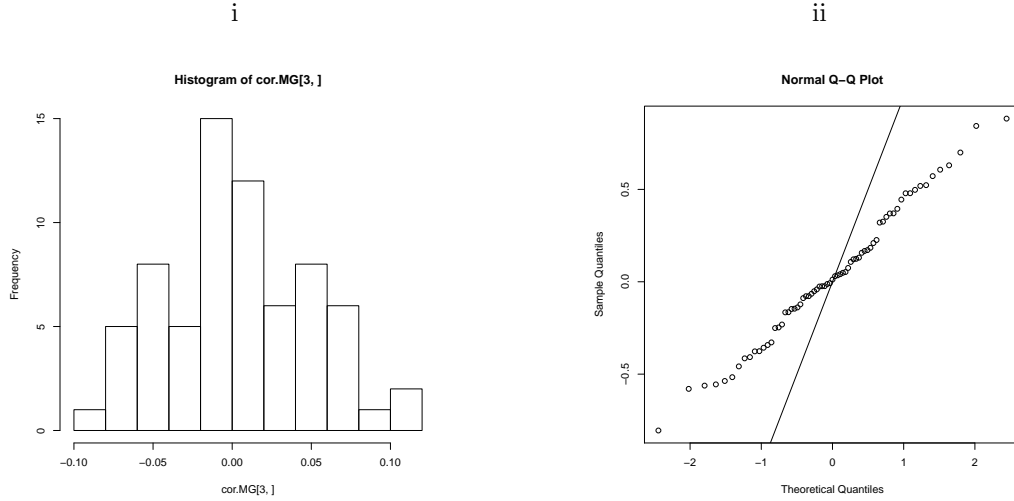 i
ii
Histogram of cor.MG[3, ]
Frequency
0
5
10
15
−0.10
−0.05
0.00
0.05
0.10
cor.MG[3, ]
Normal Q−Q Plot
Sample Quantiles
−0.5
0.0
0.5
−2
−1
0
1
2
Theoretical Quantiles